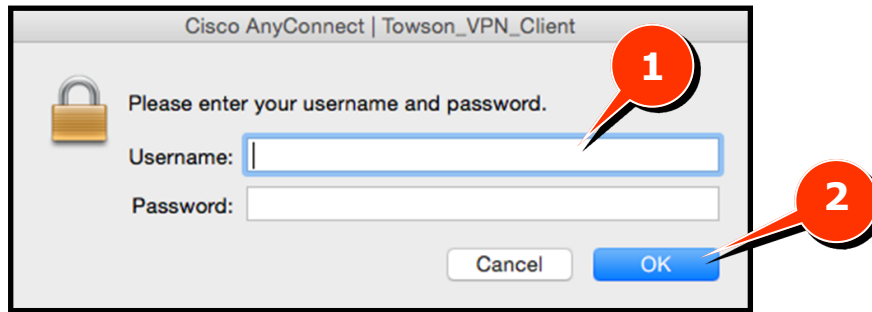 Cisco AnyConnect | Towson_VPN_Client
1
Please enter your username and password.
Username:
Password:
2
Cancel
OK